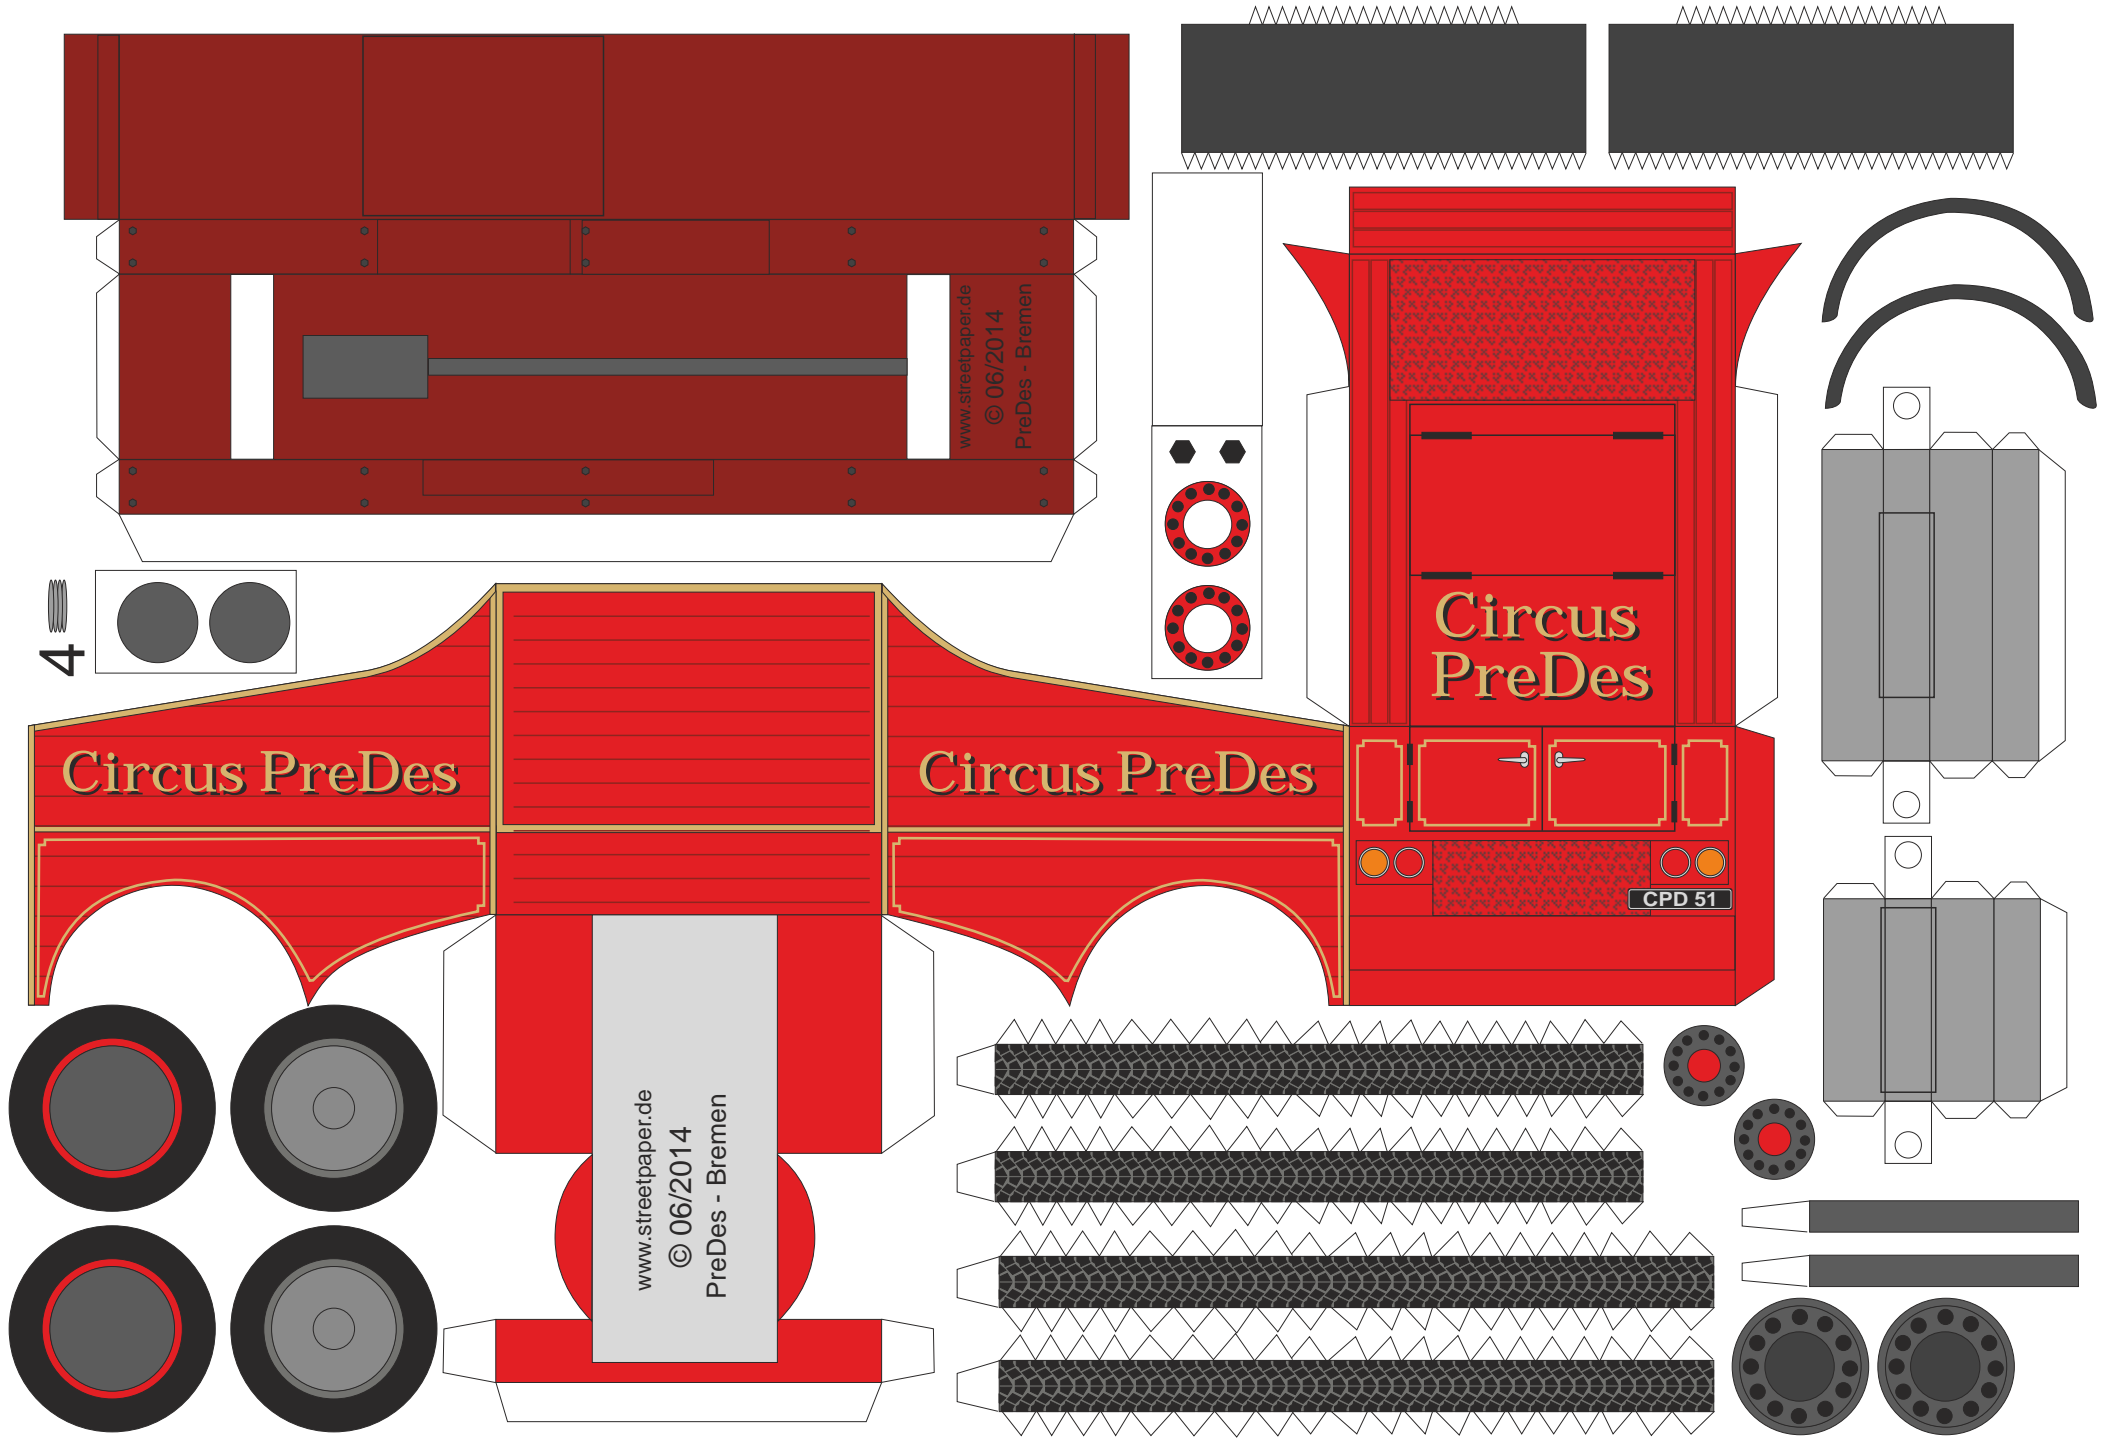 www.streetpaper.de
© 06/2014
PreDes - Bremen
Circus
PreDes
4
Circus PreDes
Circus PreDes
CPD 51
www.streetpaper.de
© 06/2014
PreDes - Bremen